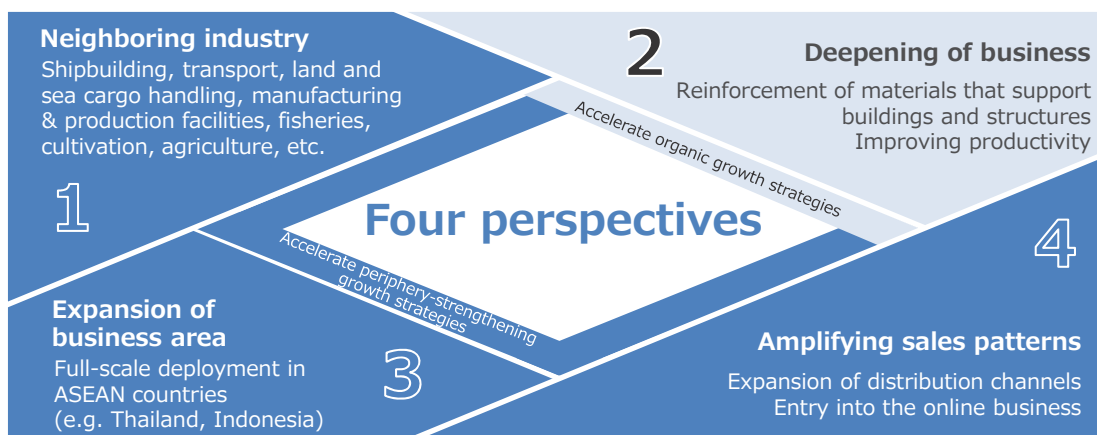 Neighboring industry
Shipbuilding, transport, land and
sea cargo handling, manufacturing
& production facilities, fisheries,
cultivation, agriculture, etc.
1
2
Deepening of business
Reinforcement of materials that support
buildings and structures
Improving productivity
Accelerate organic growth strategies
Four perspectives
Accelerate periphery-strengthening
growth strategies
Expansion of
business area
Full-scale deployment in
ASEAN countries
(e.g. Thailand, Indonesia)
3
4
Amplifying sales patterns
Expansion of distribution channels
Entry into the online business